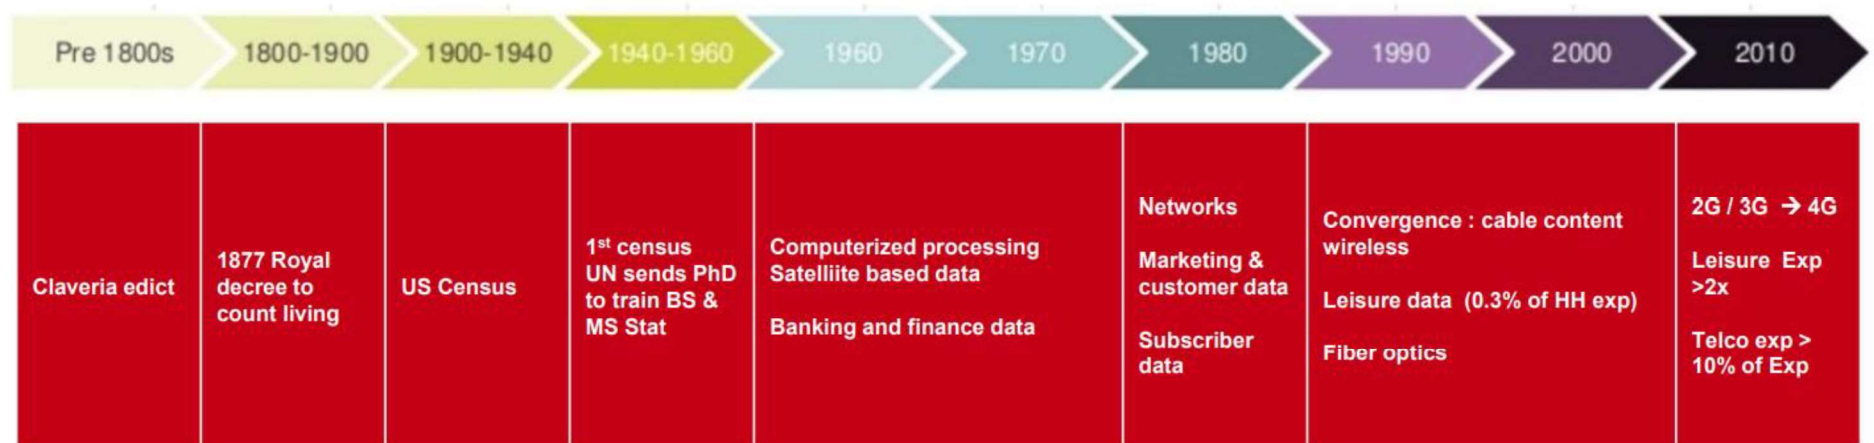 Pre 1800s
1800-1900
1900-1940
1940-1960
1960
1970
1980
1990
2000
2010
Claveria edict
1877 Royal
decree to
count living
US Census
1st census
UN sends PhD
to train BS &
MS Stat
Computerized processing
Satelliite based data
Banking and finance data
Networks
Marketing &
customer data
Subscriber
data
Convergence : cable content
wireless
Leisure data (0.3% of HH exp)
Fiber optics
2G / 3G → 4G
Leisure Exp
>2x
Telco exp >
10% of Exp